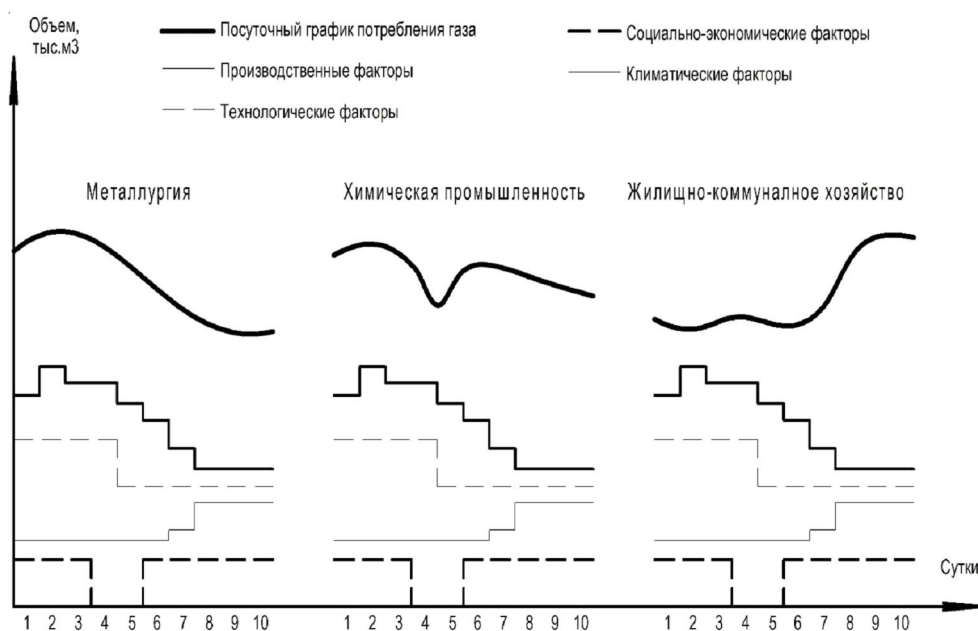 Объем,
тыс.м3
Посуточный график потребления газа
Социально-экономические факторы
Производственные факторы
Климатические факторы
Технологические факторы
Металлургия
Химическая промышленность
Жилищно-коммуналное хозяйство
Сутки
1 2 3 4 5 6 7 8 9 10
1 2 3 4 5 6 7 8 9 10
1 2 3 4 5 6 7 8 9 10